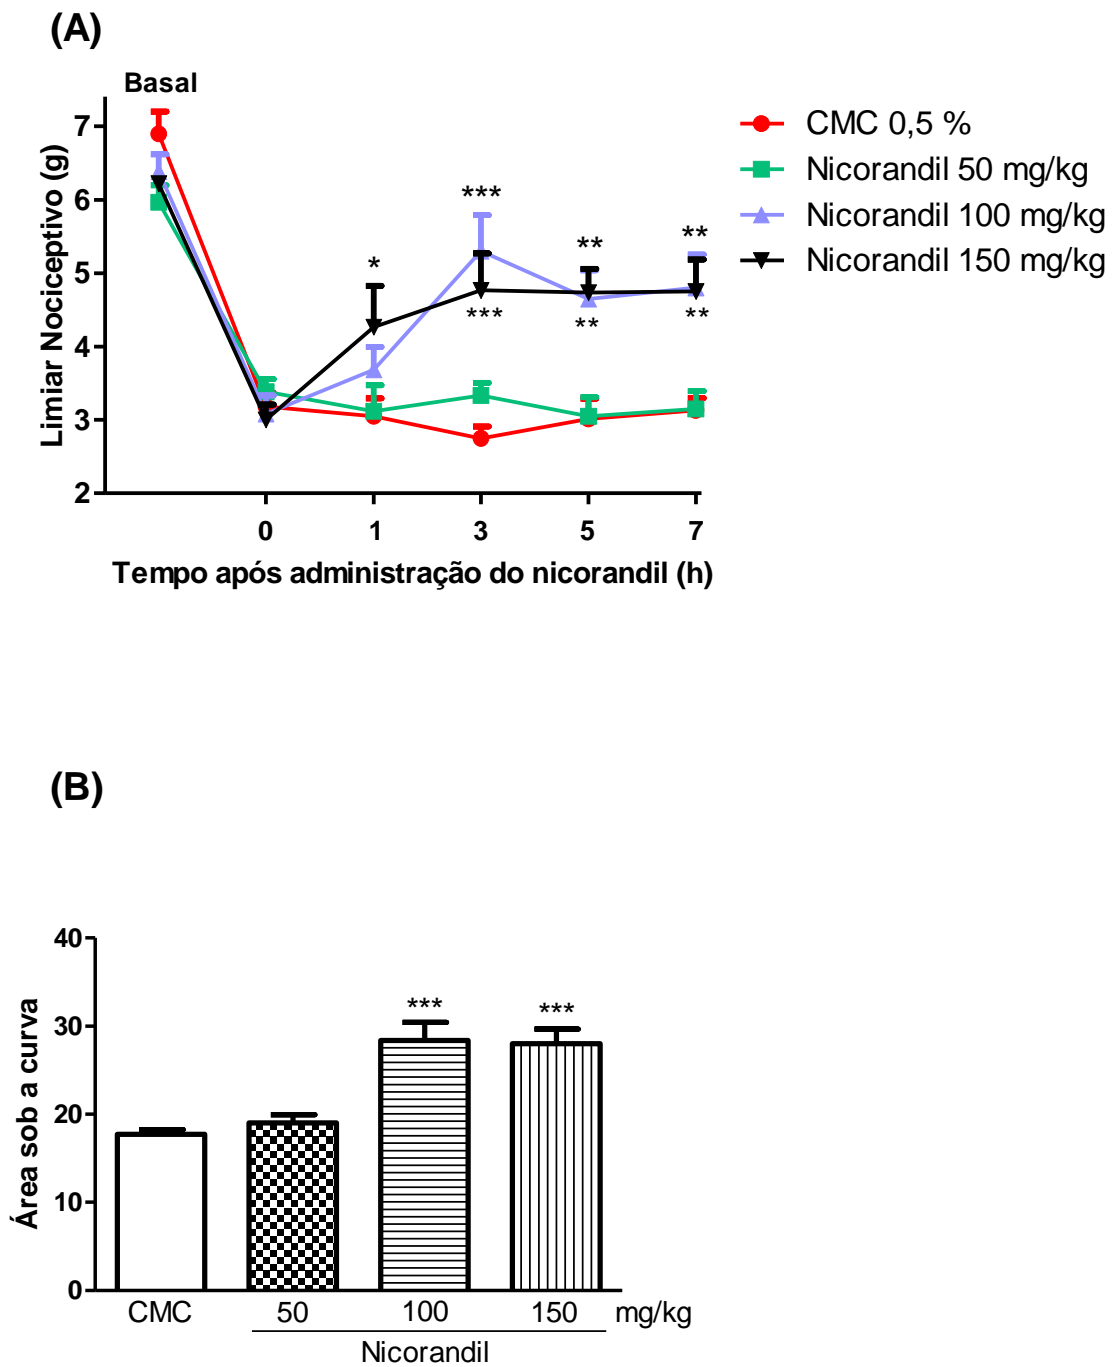 (A)
Basal
7
6
5
4
3
2
Limiar Nociceptivo (g)
***
**
**
*
***
**
**
0 1 3 5 7
Tempo após administração do nicorandil (h)
CMC 0,5 %
Nicorandil 50 mg/kg
Nicorandil 100 mg/kg
Nicorandil 150 mg/kg
(B)
40
30
20
10
0
Área sob a curva
*** ***
CMC 50 100 150 mg/kg
Nicorandil